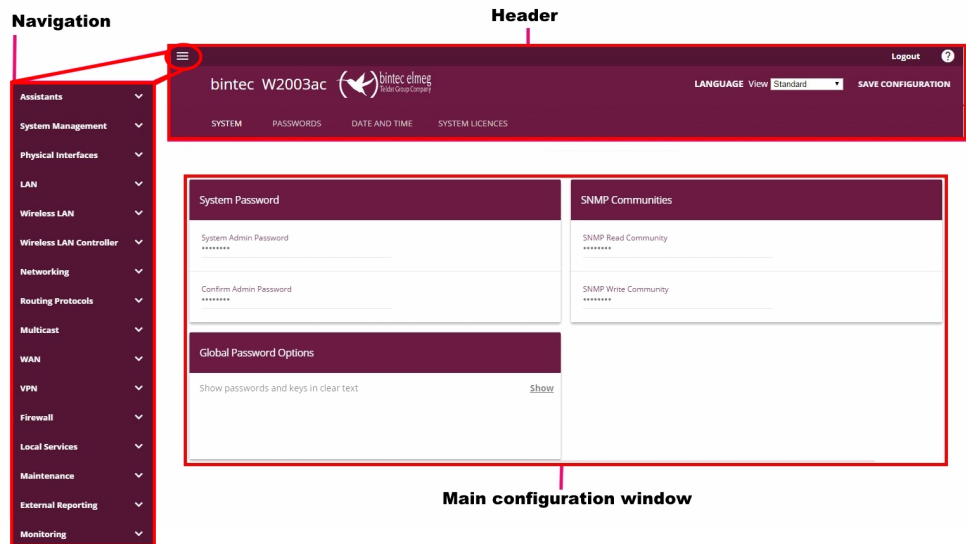 Navigation
Header
Logout ?
bintec W2003ac bintec elmeg
Teldat Group Company
LANGUAGE View Standard SAVE CONFIGURATION
SYSTEM PASSWORDS DATE AND TIME SYSTEM LICENCES
Assistants
System Management
Physical Interfaces
LAN
Wireless LAN
Wireless LAN Controller
Networking
Routing Protocols
Multicast
WAN
VPN
Firewall
Local Services
Maintenance
External Reporting
Monitoring
System Password
System Admin Password
••••••••
Confirm Admin Password
••••••••
SNMP Communities
SNMP Read Community
••••••••
SNMP Write Community
••••••••
Global Password Options
Show passwords and keys in clear text Show
Main configuration window